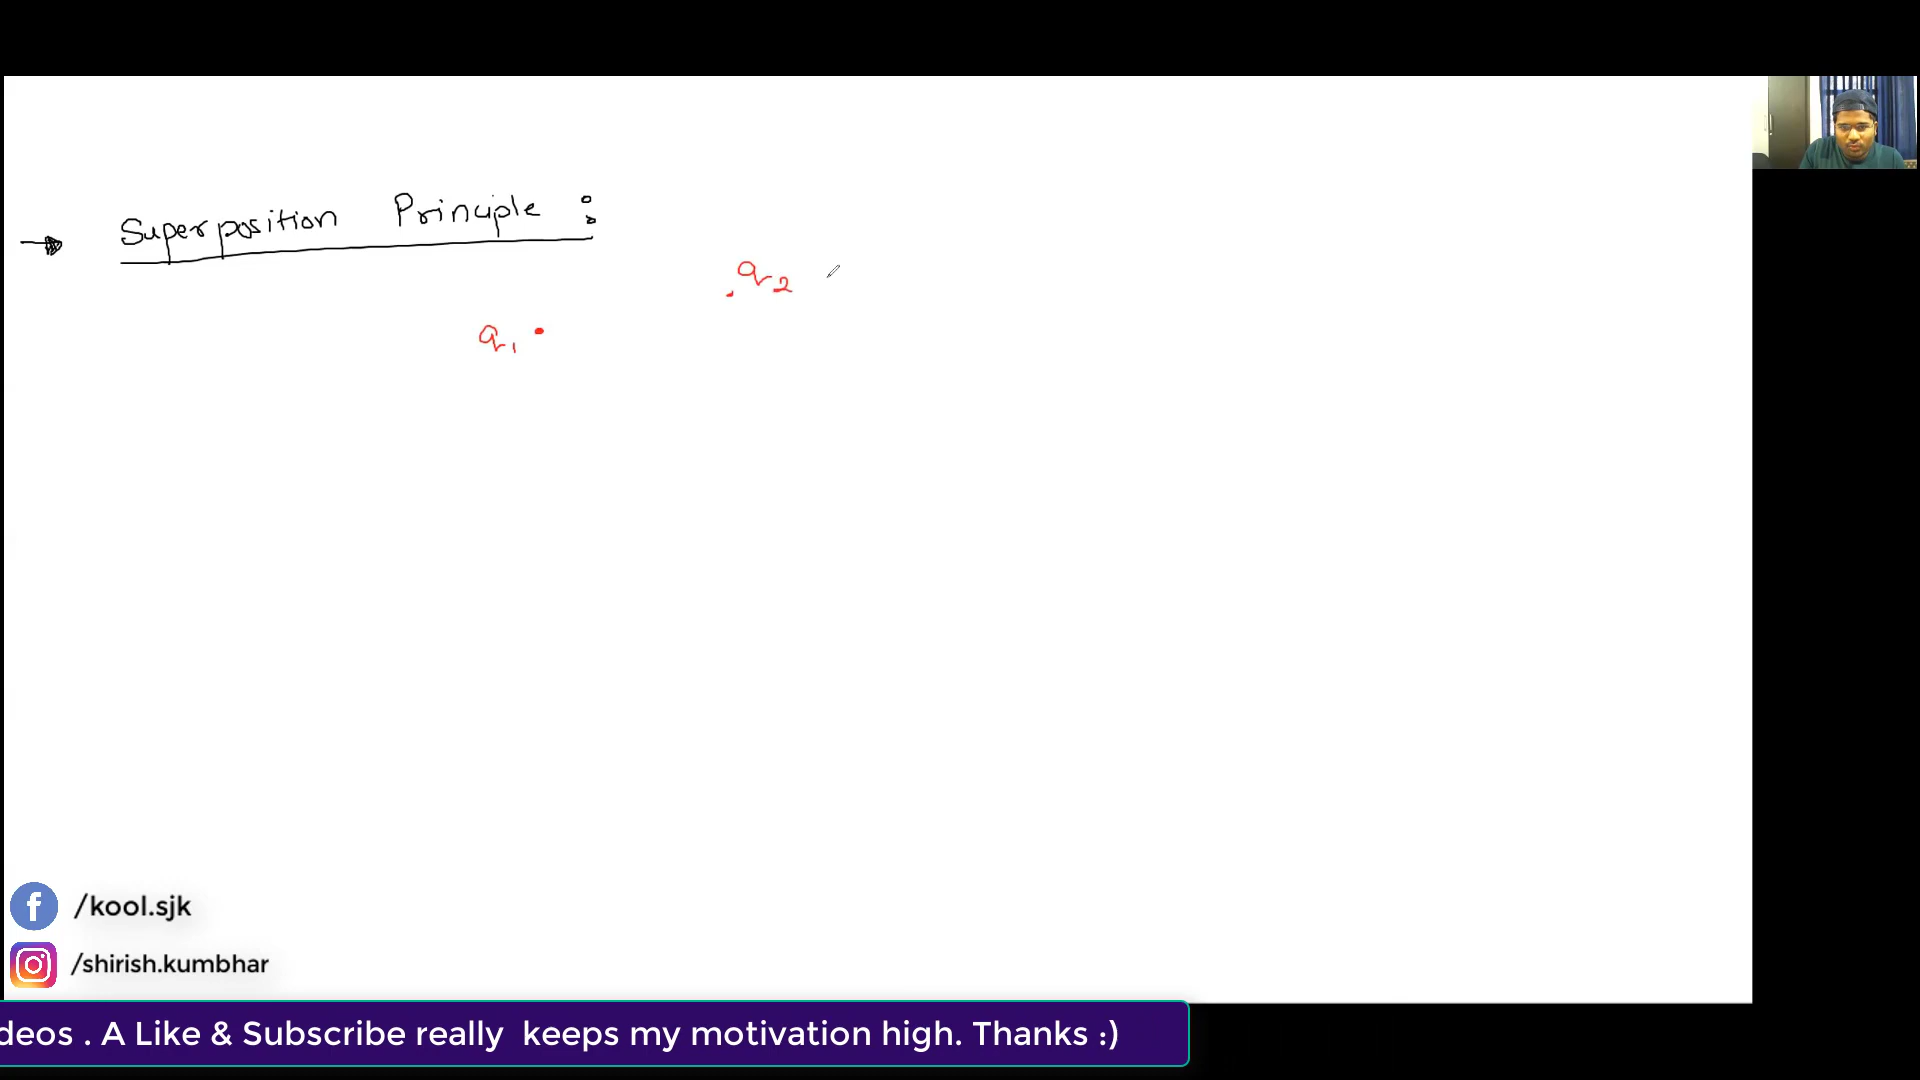 Superposition Principle :
q2
q1
/kool.sjk
/shirish.kumbhar
deos . A Like & Subscribe really keeps my motivation high. Thanks :)